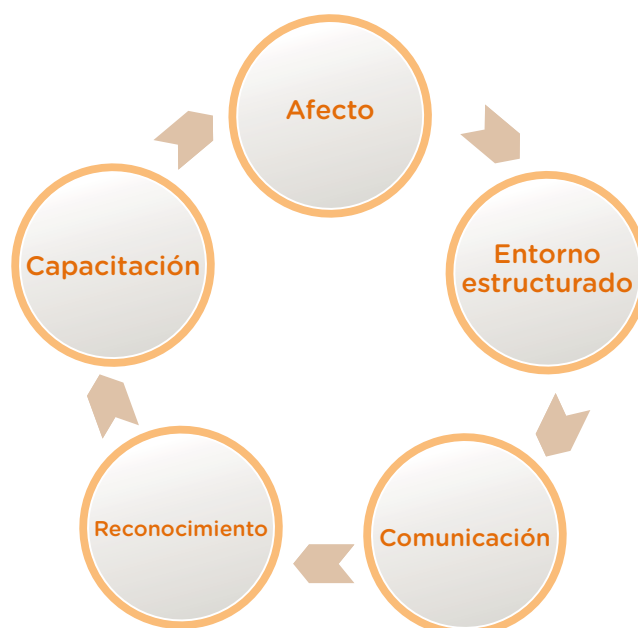 Afecto
Entorno
estructurado
Comunicación
Reconocimiento
Capacitación